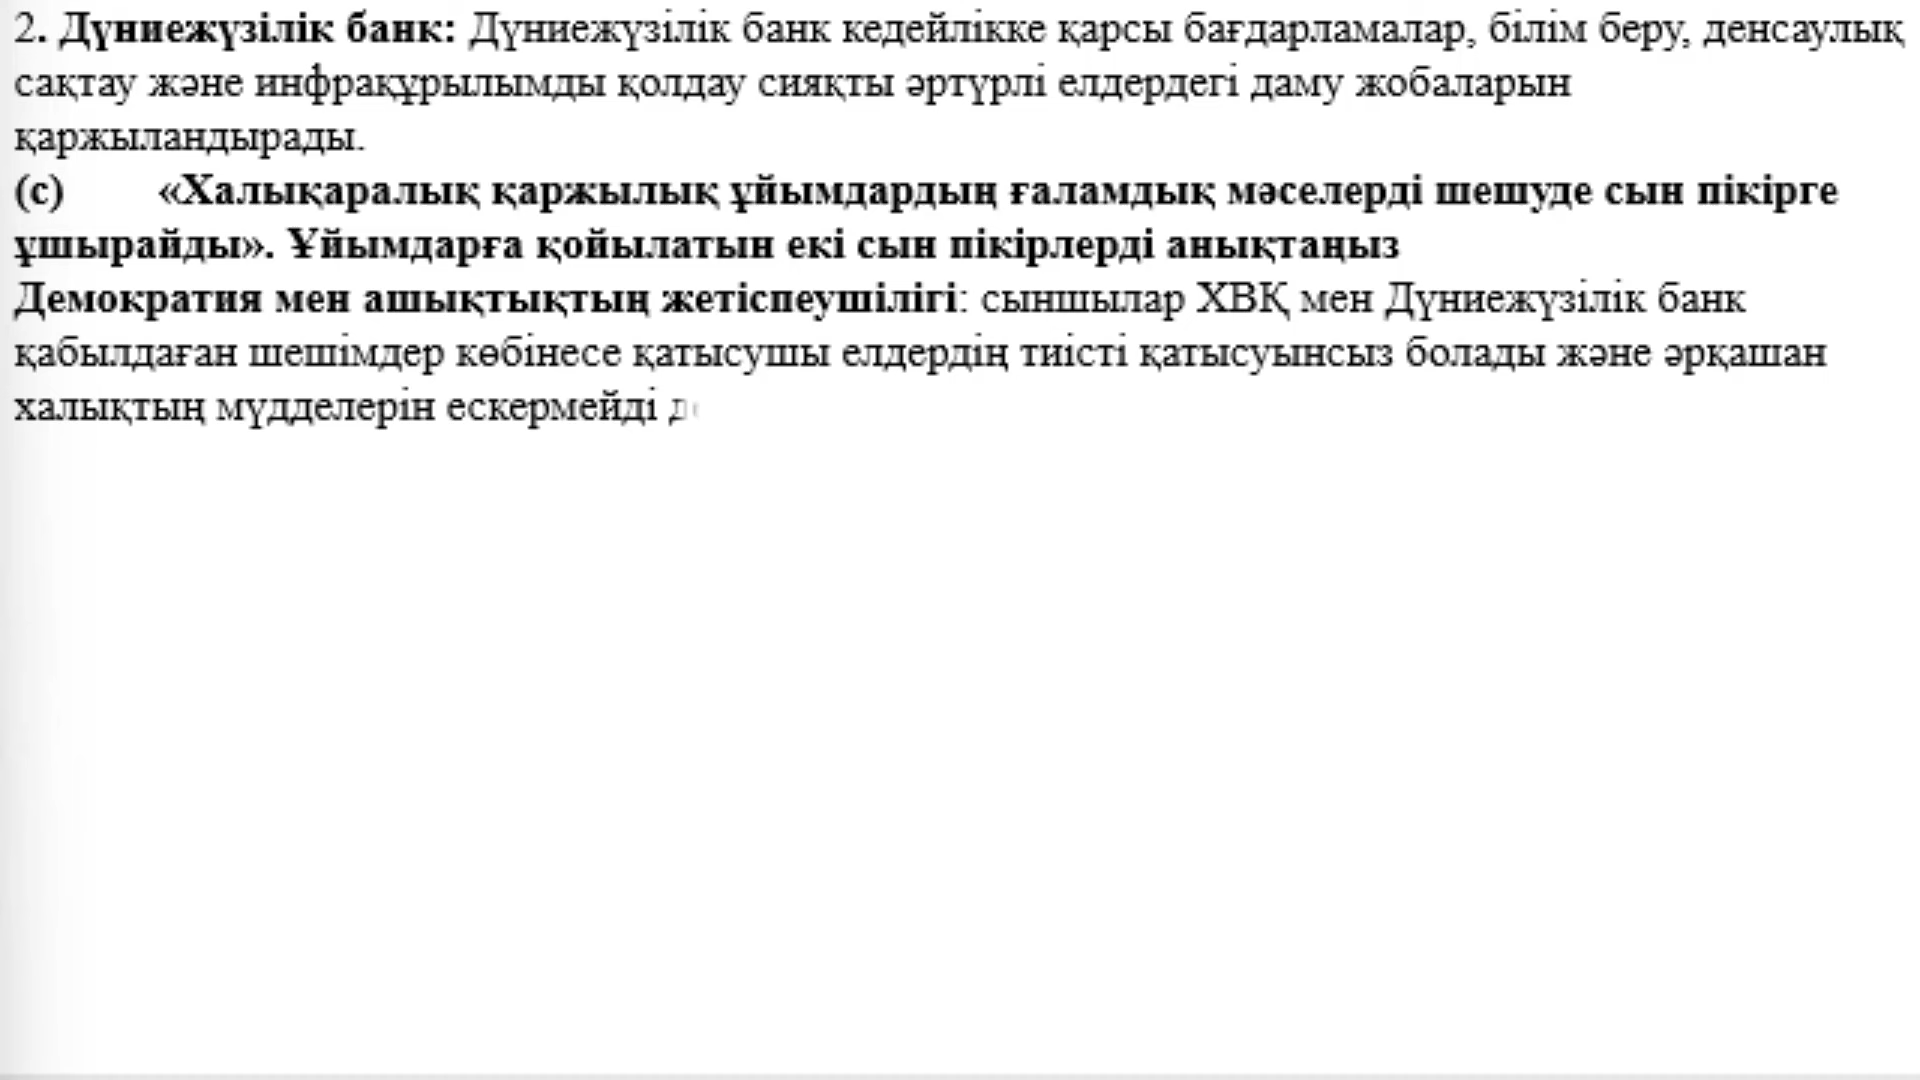 2. Дүниежүзілік банк: Дүниежүзілік банк кедейлікке қарсы бағдарламалар, білім беру, денсаулық
сақтау және инфрақұрылымды қолдау сияқты әртүрлі елдердегі даму жобаларын
қаржыландырады.
(c) «Халықаралық қаржылық ұйымдардың ғаламдық мәселерді шешуде сын пікірге
ұшырайды». Ұйымдарға қойылатын екі сын пікірлерді анықтаңыз
Демократия мен ашықтықтың жетіспеушілігі: сыншылар ХВҚ мен Дүниежүзілік банк
қабылдаған шешімдер көбінесе қатысушы елдердің тиісті қатысуынсыз болады және әрқашан
халықтың мүдделерін ескермейді